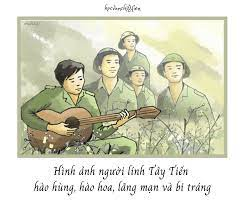 Hình ảnh người lính Tây Tiến
hào hùng, hào hoa, lãng mạn và bi tráng